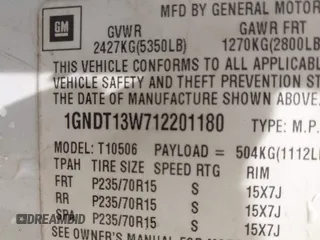 MFD BY GENERAL MOTOR
GM
GVWR GAWR FRT
2427KG(5350LB) 1270KG(2800LB
THIS VEHICLE CONFORMS TO ALL
VEHICLE SAFETY AND THEFT PREVENTION ST
THE DATE OF MANUFACTURE SHOWN
1GNDT13W712201180 TYPE: M.P.
MODEL: T10506 PAYLOAD = 504KG(1112L
TPAH TIRE SIZE SPEED RTG RIM
FRT P235/70R15 S 15X7J
RR P235/70R15 S 15X7J
SPA P235/70R15 S 15X7J
SEE OWNER'S MANUAL FOR
DREAMBID